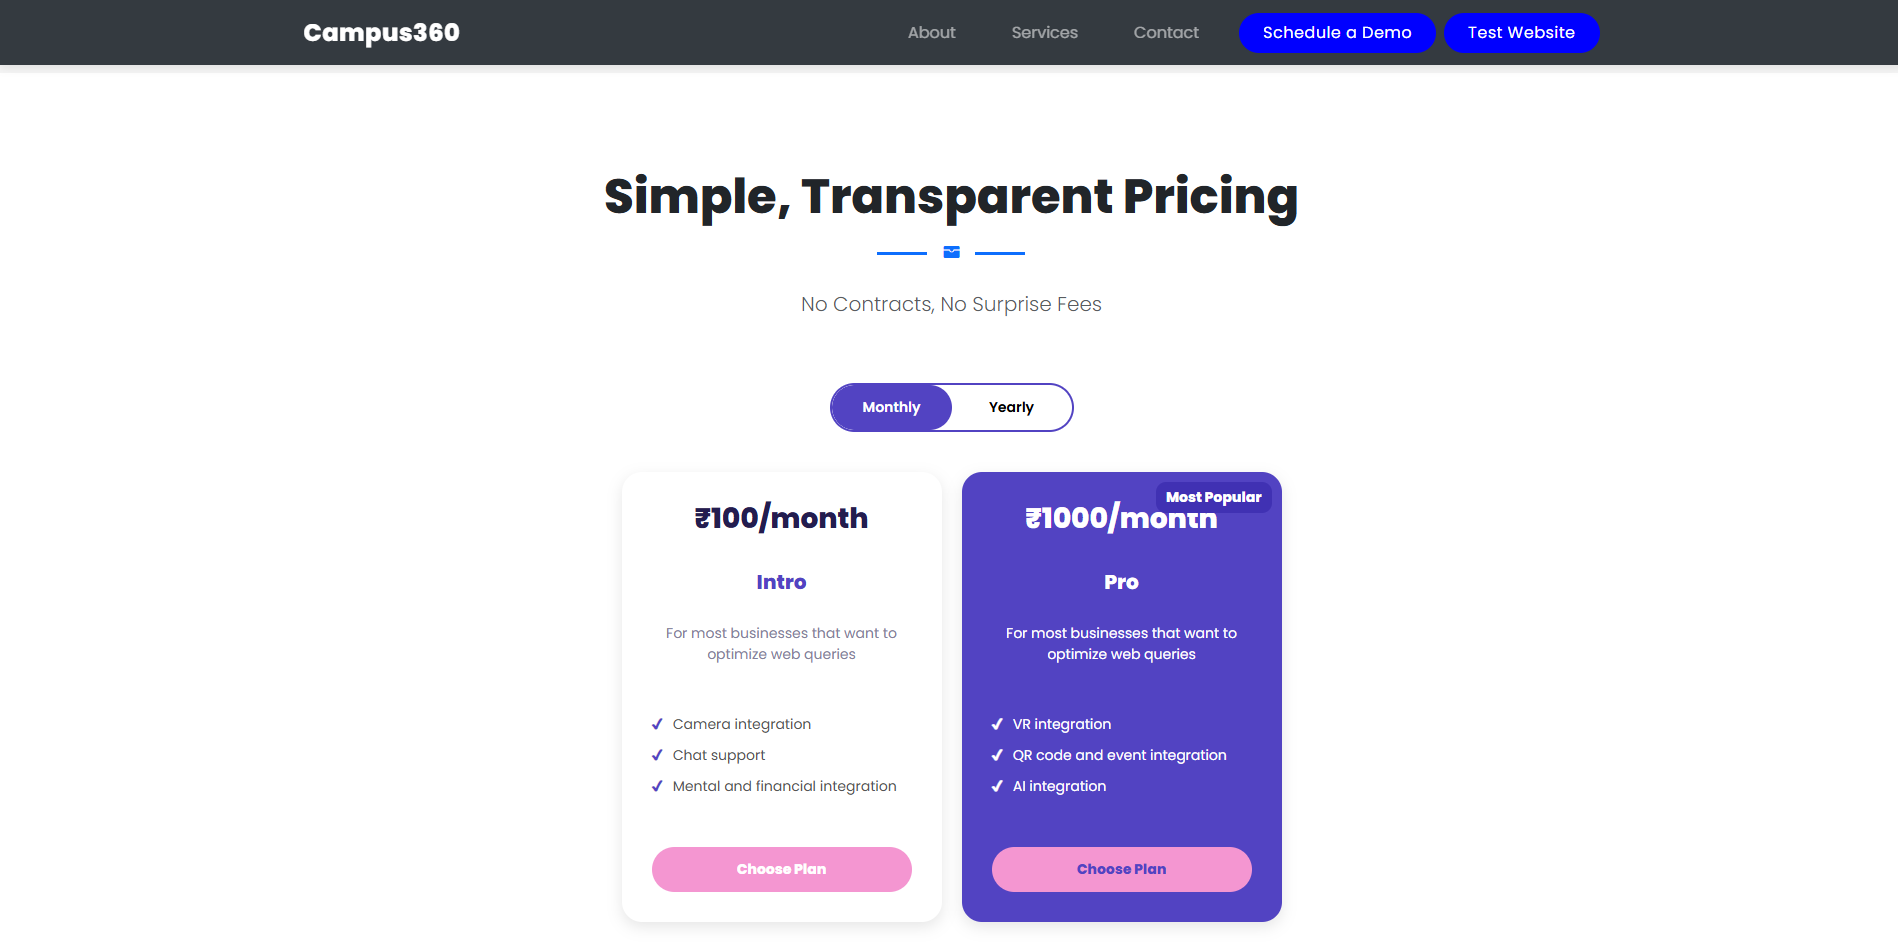 Campus360
About
Services
Contact
Schedule a Demo
Test Website
Simple, Transparent Pricing
No Contracts, No Surprise Fees
Monthly
Yearly
₹100/month
Intro
For most businesses that want to
optimize web queries
Camera integration
Chat support
Mental and financial integration
Choose Plan
Most Popular
₹1000/month
Pro
For most businesses that want to
optimize web queries
VR integration
QR code and event integration
AI integration
Choose Plan